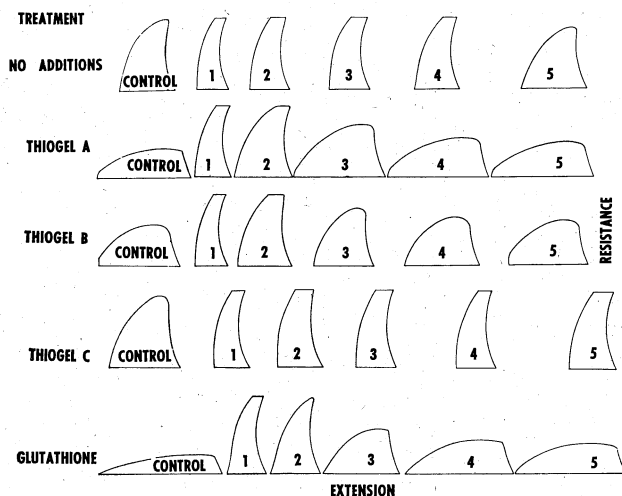 TREATMENT
NO ADDITIONS
CONTROL 1 2 3 4 5
THIOGEL A
CONTROL 1 2 3 4 5
THIOGEL B
CONTROL 1 2 3 4 5
RESISTANCE
THIOGEL C
CONTROL 1 2 3 4 5
GLUTATHIONE
CONTROL 1 2 3 4 5
EXTENSION